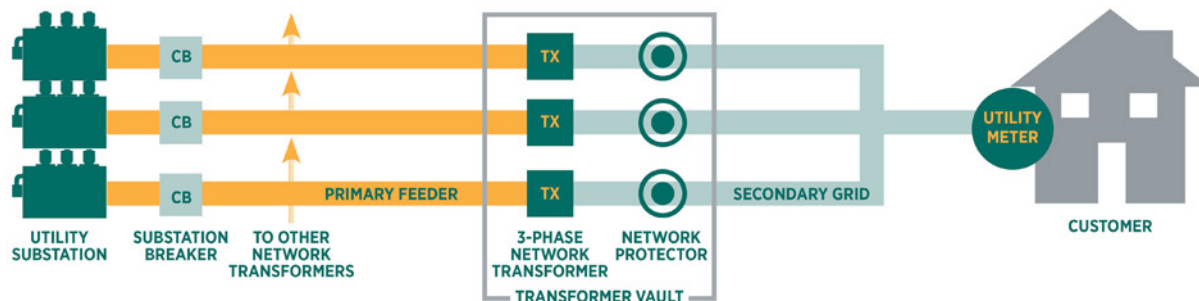 CB
TX
CB
TX
UTILITY
METER
CB
PRIMARY FEEDER
TX
SECONDARY GRID
CUSTOMER
UTILITY
SUBSTATION
SUBSTATION
BREAKER
TO OTHER
NETWORK
TRANSFORMERS
3-PHASE
NETWORK
TRANSFORMER
NETWORK
PROTECTOR
TRANSFORMER VAULT